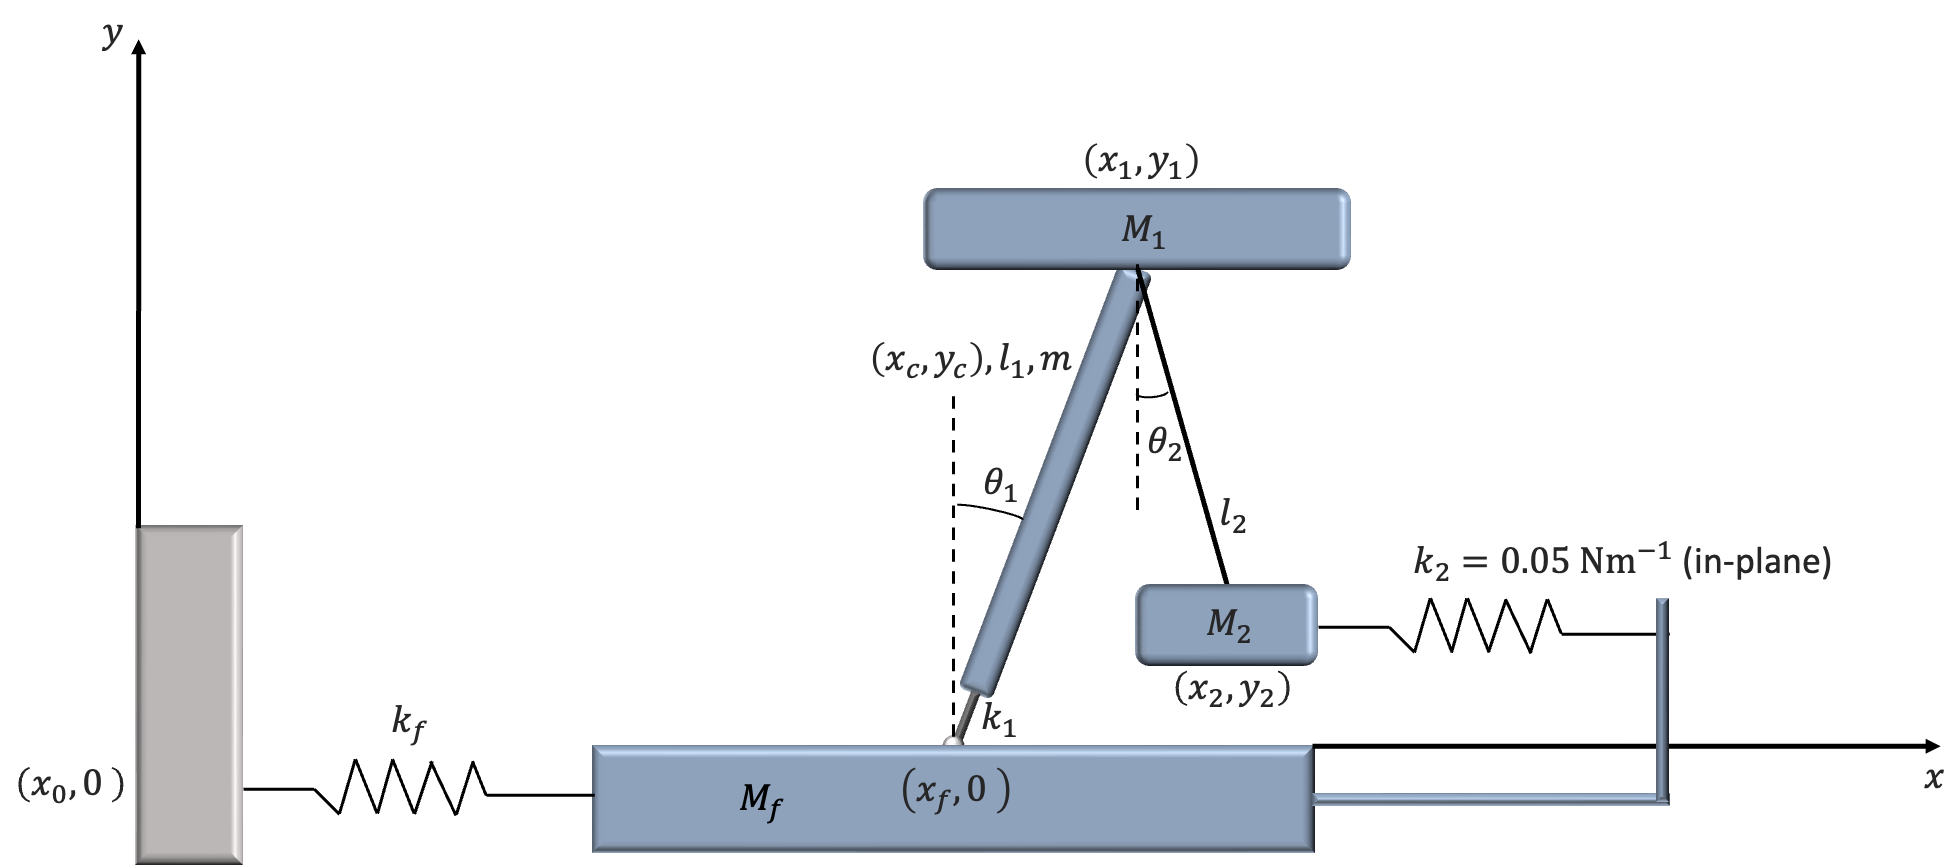 y
(x₁, y₁)
M₁
(x_c, y_c), l₁, m
θ₂
θ₁
l₂
k₂ = 0.05 Nm⁻¹ (in-plane)
M₂
(x₂, y₂)
k_f
k₁
(x₀, 0 )
M_f
(x_f, 0 )
x